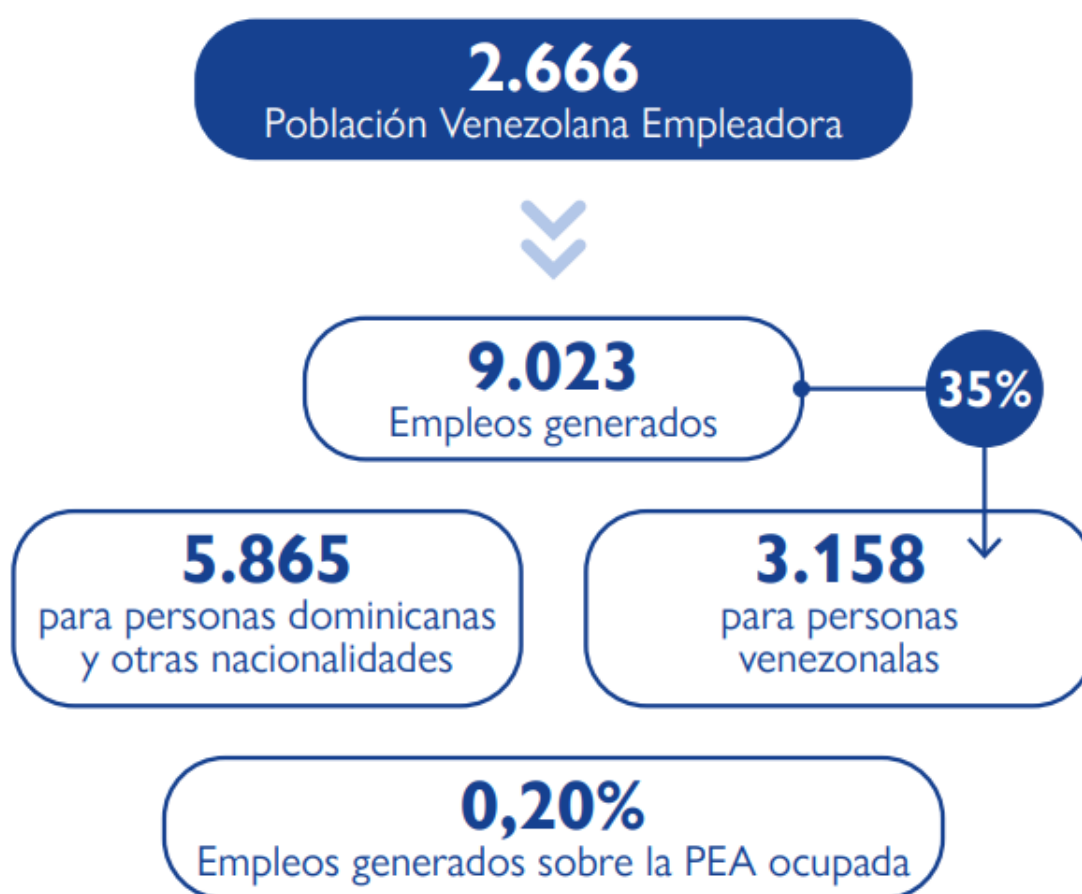 2.666
Población Venezolana Empleadora
9.023
Empleos generados
35%
5.865
para personas dominicanas
y otras nacionalidades
3.158
para personas
venezonalas
0,20%
Empleos generados sobre la PEA ocupada